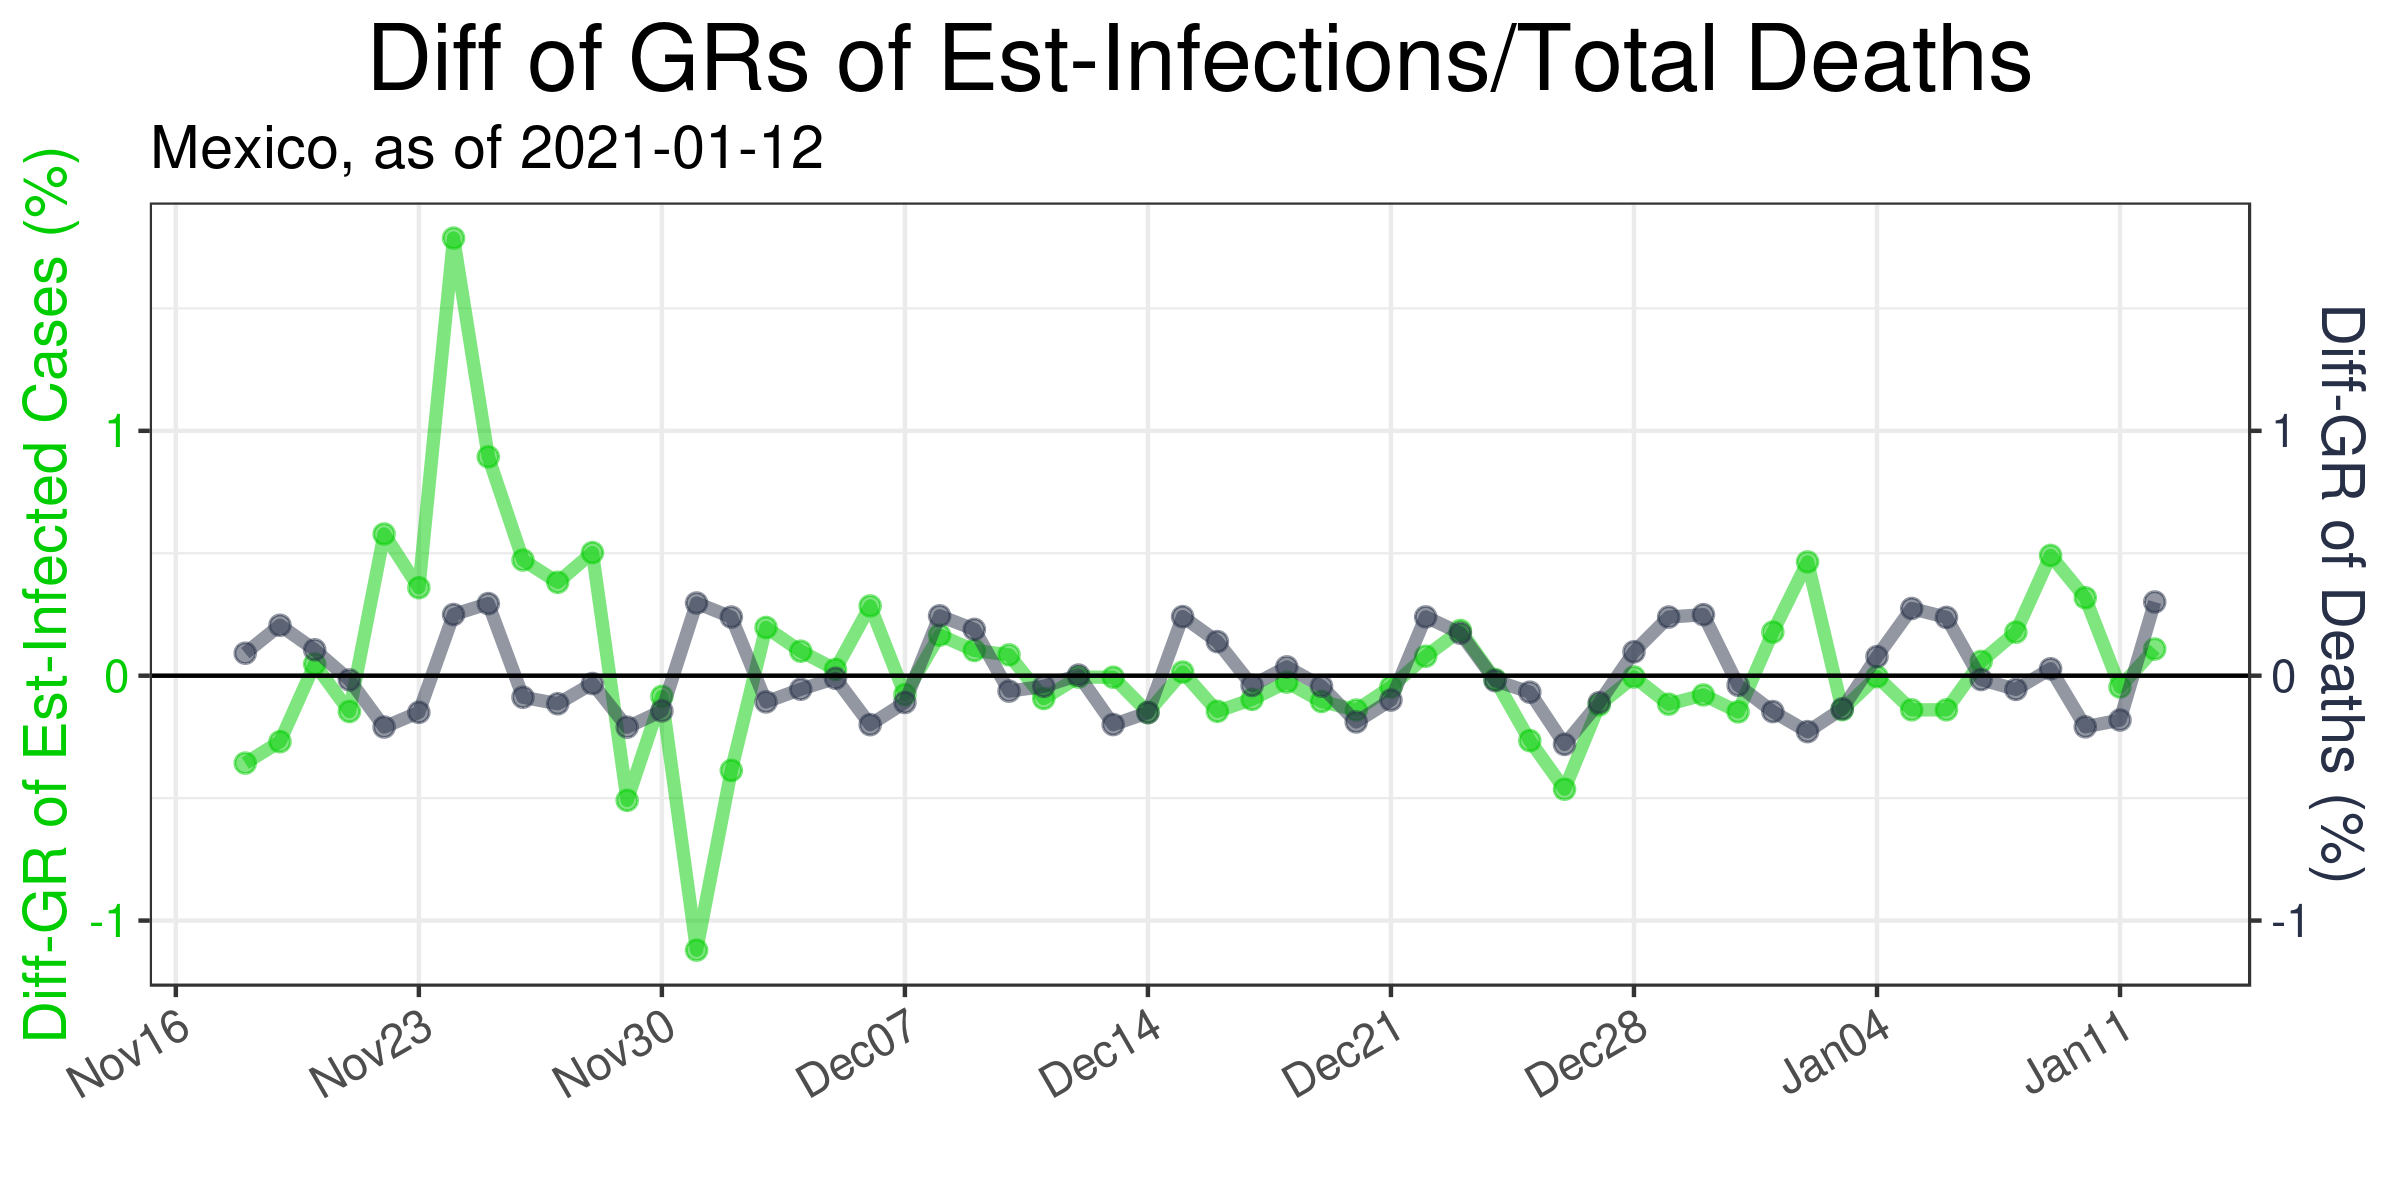 Diff of GRs of Est-Infections/Total Deaths
Mexico, as of 2021-01-12
Diff-GR of Est-Infected Cases (%)
1
0
-1
1
0
-1
Diff-GR of Deaths (%)
Nov16
Nov23
Nov30
Dec07
Dec14
Dec21
Dec28
Jan04
Jan11